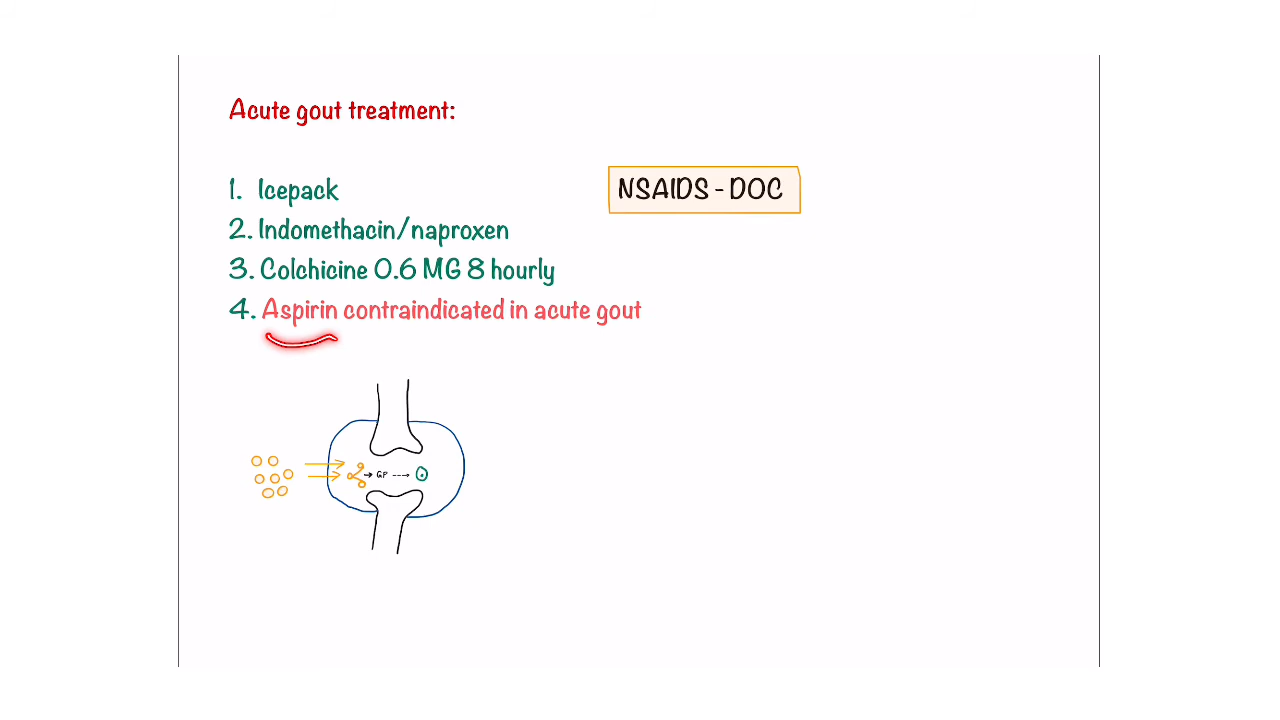 Acute gout treatment:
1. Icepack
NSAIDS - DOC
2. Indomethacin/naproxen
3. Colchicine 0.6 MG 8 hourly
4. Aspirin contraindicated in acute gout
G.P